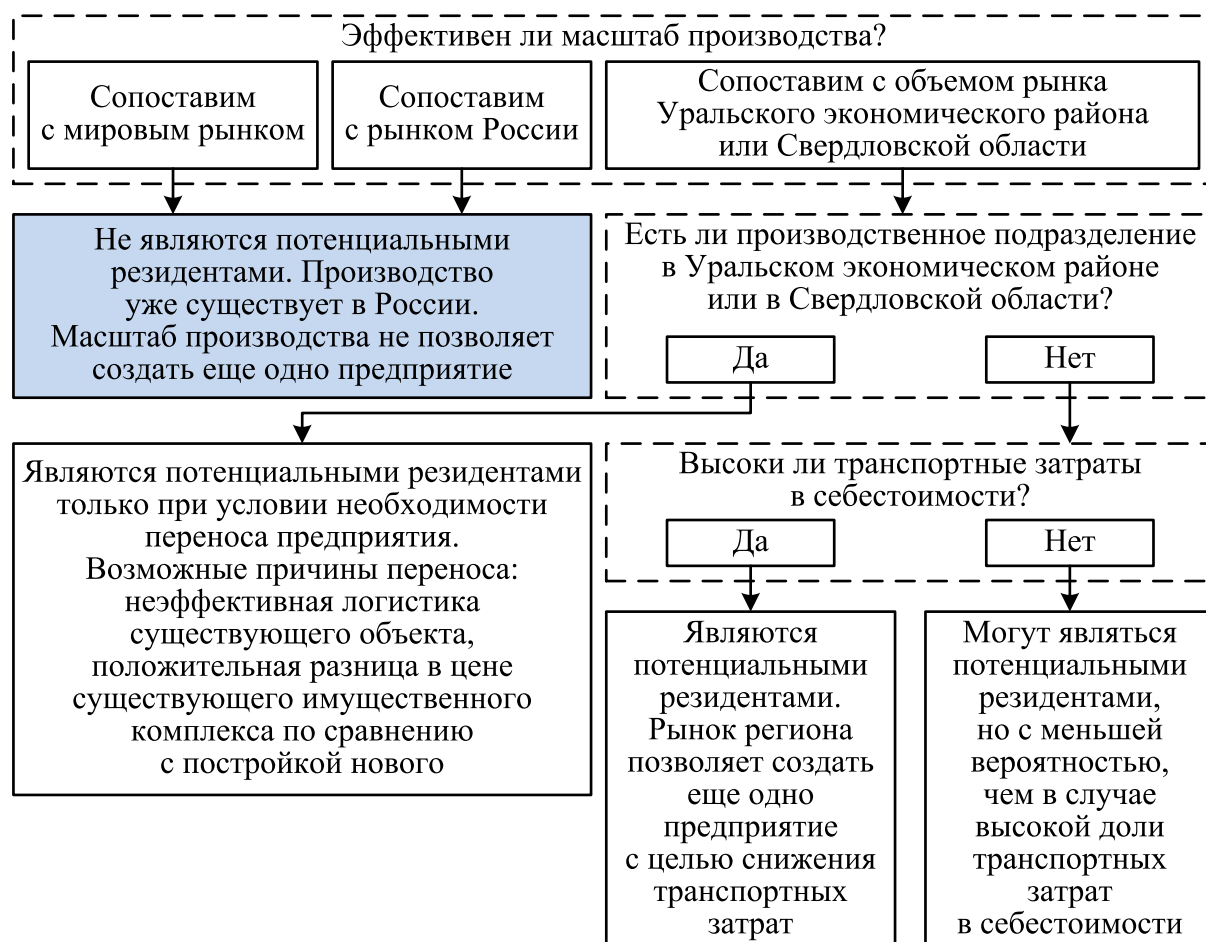 Эффективен ли масштаб производства?
Сопоставим
с мировым рынком
Сопоставим
с рынком России
Сопоставим с объемом рынка
Уральского экономического района
или Свердловской области
Не являются потенциальными
резидентами. Производство
уже существует в России.
Масштаб производства не позволяет
создать еще одно предприятие
Есть ли производственное подразделение
в Уральском экономическом районе
или в Свердловской области?
Да
Нет
Являются потенциальными резидентами
только при условии необходимости
переноса предприятия.
Возможные причины переноса:
неэффективная логистика
существующего объекта,
положительная разница в цене
существующего имущественного
комплекса по сравнению
с постройкой нового
Высоки ли транспортные затраты
в себестоимости?
Да
Нет
Являются
потенциальными
резидентами.
Рынок региона
позволяет создать
еще одно
предприятие
с целью снижения
транспортных
затрат
Могут являться
потенциальными
резидентами,
но с меньшей
вероятностью,
чем в случае
высокой доли
транспортных
затрат
в себестоимости